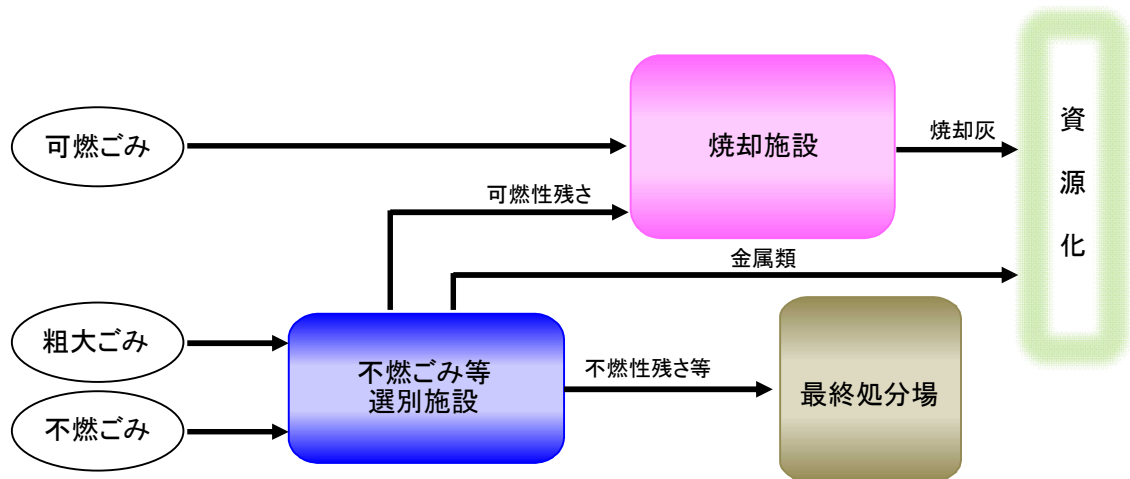 可燃ごみ
焼却施設
焼却灰
資源化
可燃性残さ
金属類
粗大ごみ
不燃ごみ
不燃ごみ等
選別施設
不燃性残さ等
最終処分場